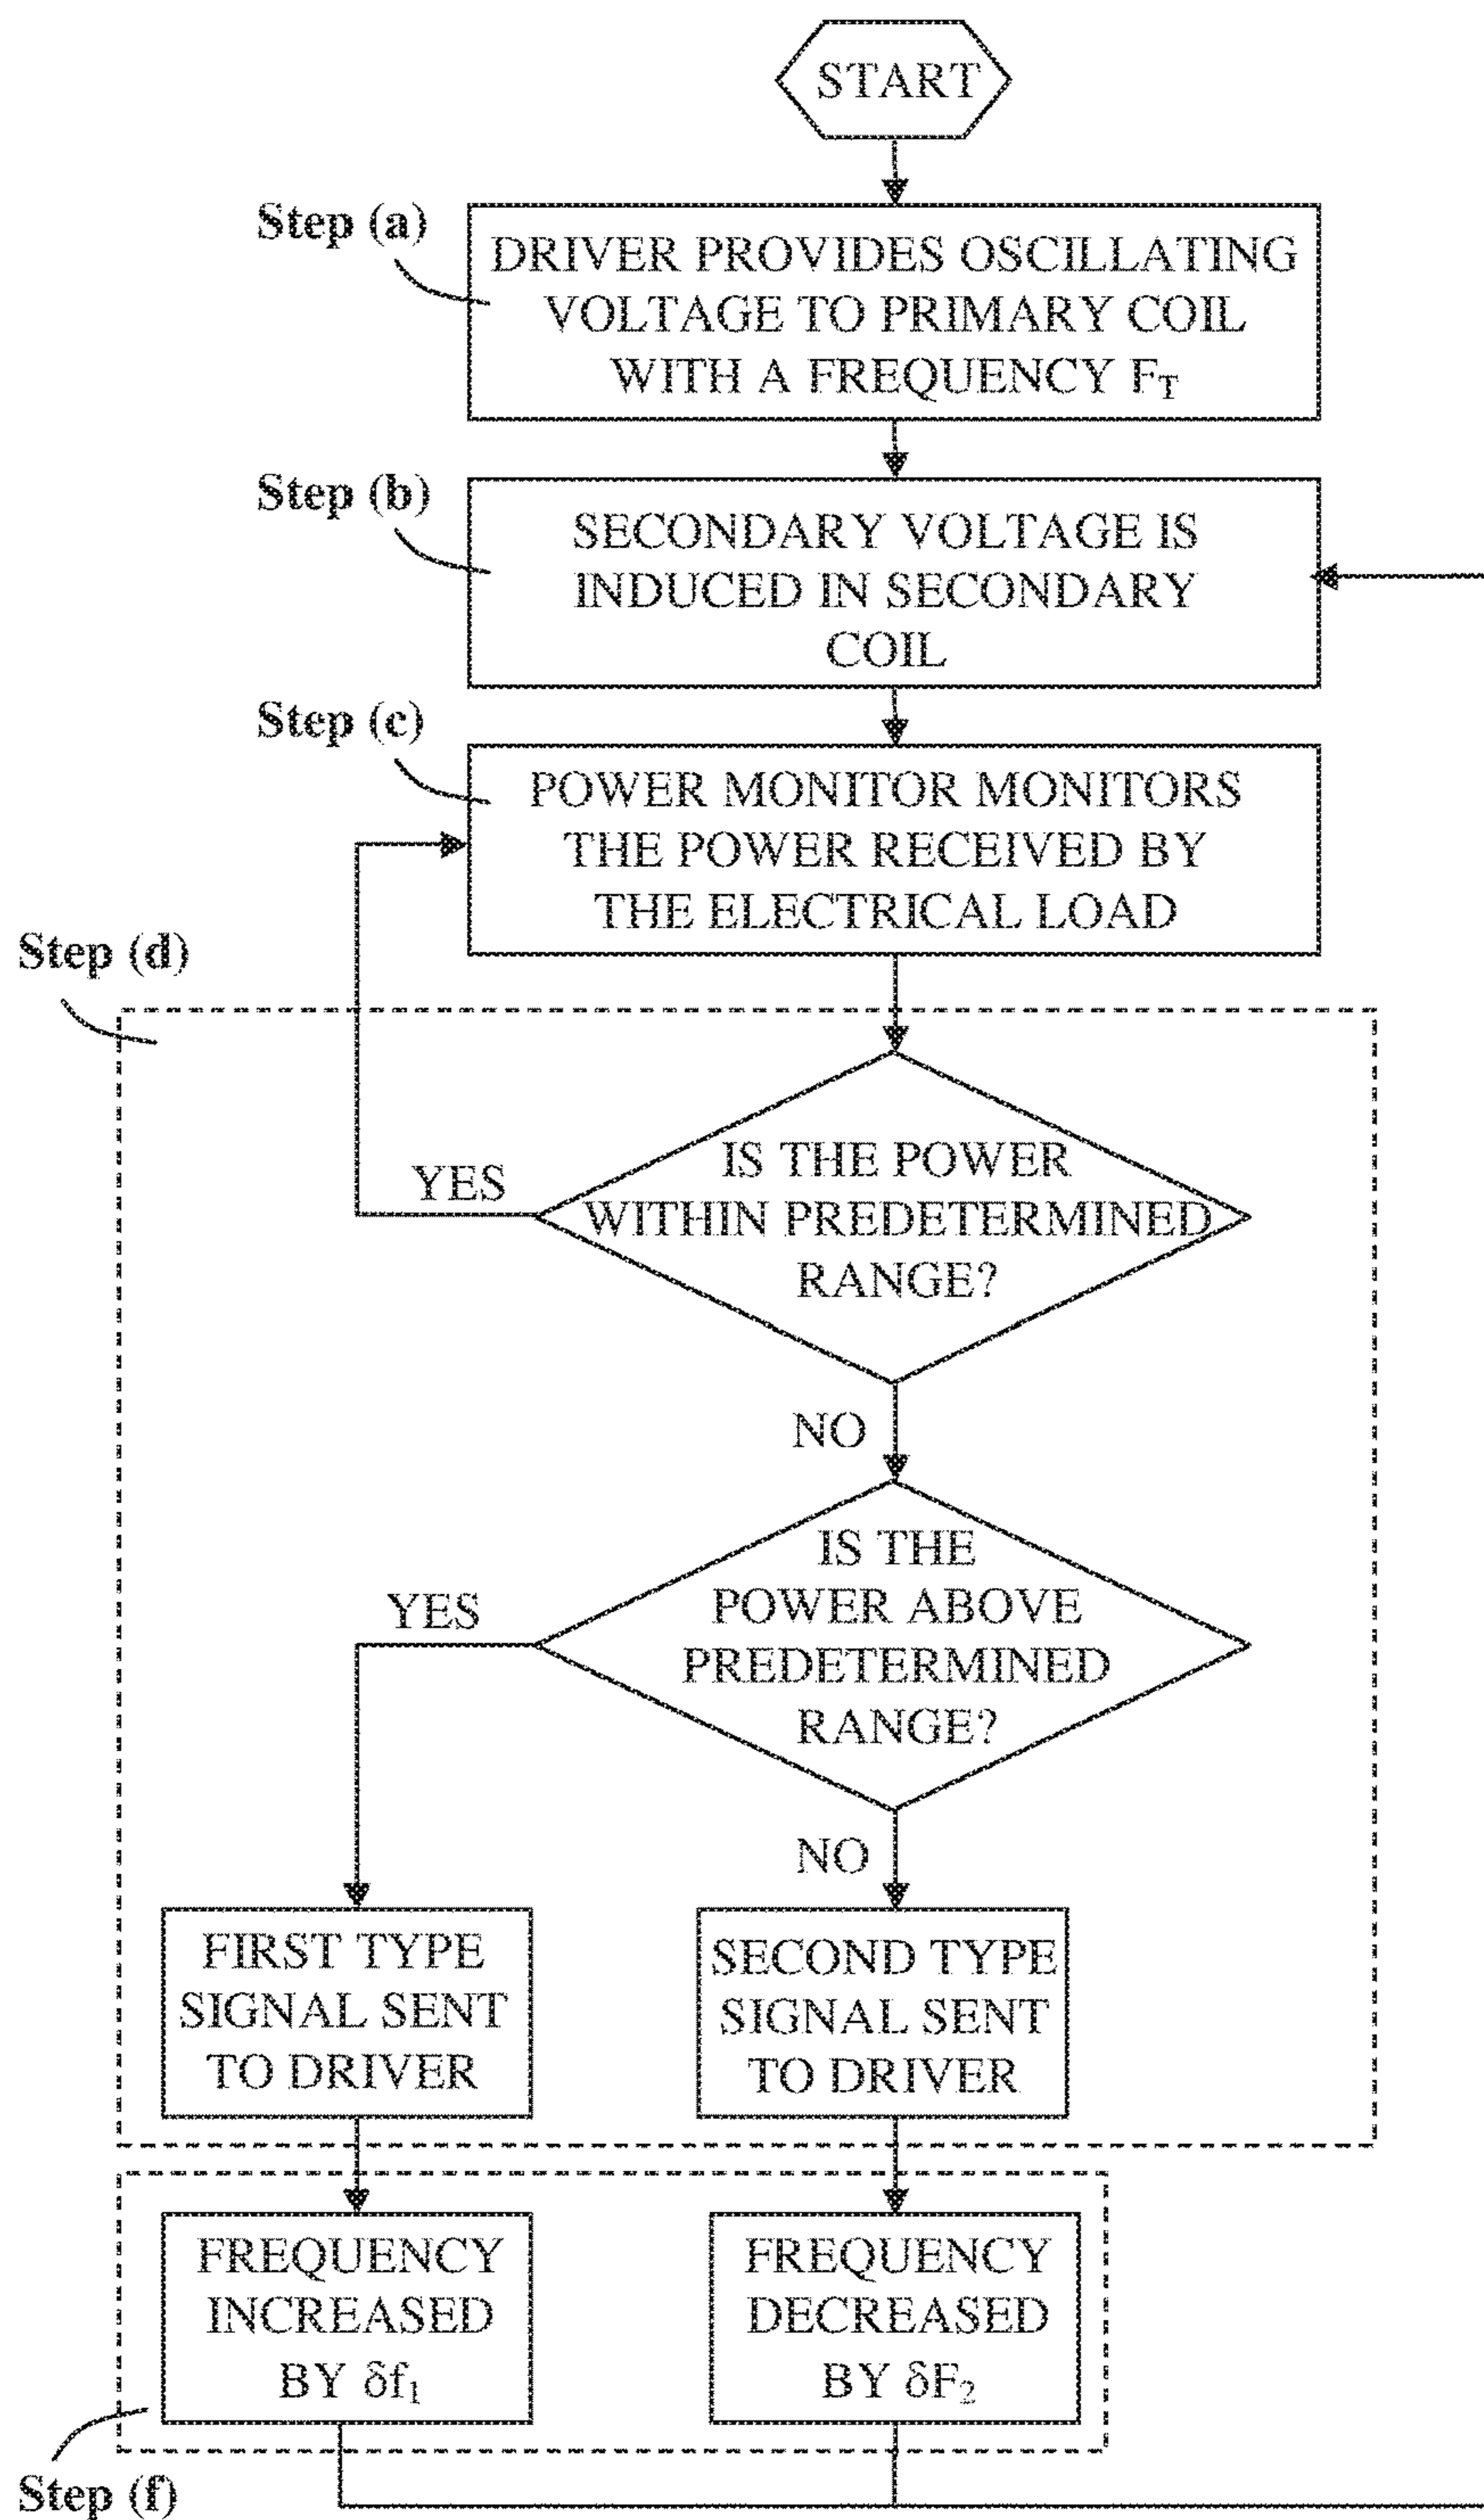 START
Step (a)
DRIVER PROVIDES OSCILLATING
VOLTAGE TO PRIMARY COIL
WITH A FREQUENCY F_T
Step (b)
SECONDARY VOLTAGE IS
INDUCED IN SECONDARY
COIL
Step (c)
POWER MONITOR MONITORS
THE POWER RECEIVED BY
THE ELECTRICAL LOAD
Step (d)
IS THE POWER
WITHIN PREDETERMINED
RANGE?
YES
NO
IS THE
POWER ABOVE
PREDETERMINED
RANGE?
YES
NO
FIRST TYPE
SIGNAL SENT
TO DRIVER
SECOND TYPE
SIGNAL SENT
TO DRIVER
FREQUENCY
INCREASED
BY δf₁
FREQUENCY
DECREASED
BY δF₂
Step (f)